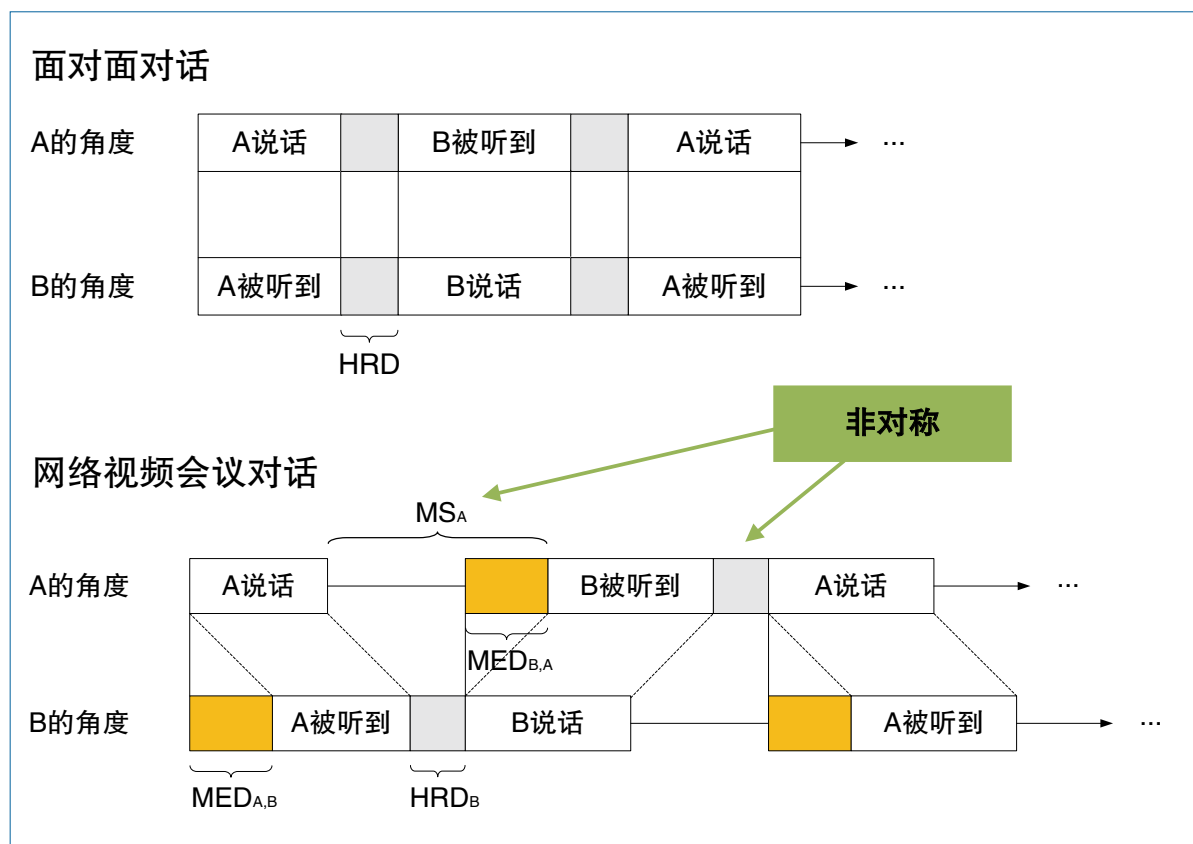 面对面对话
A的角度 A说话 B被听到 A说话 …
B的角度 A被听到 B说话 A被听到 …
HRD
非对称
网络视频会议对话
MSA
A的角度 A说话 B被听到 A说话 …
MEDB,A
B的角度 A被听到 B说话 A被听到 …
MEDA,B HRDB